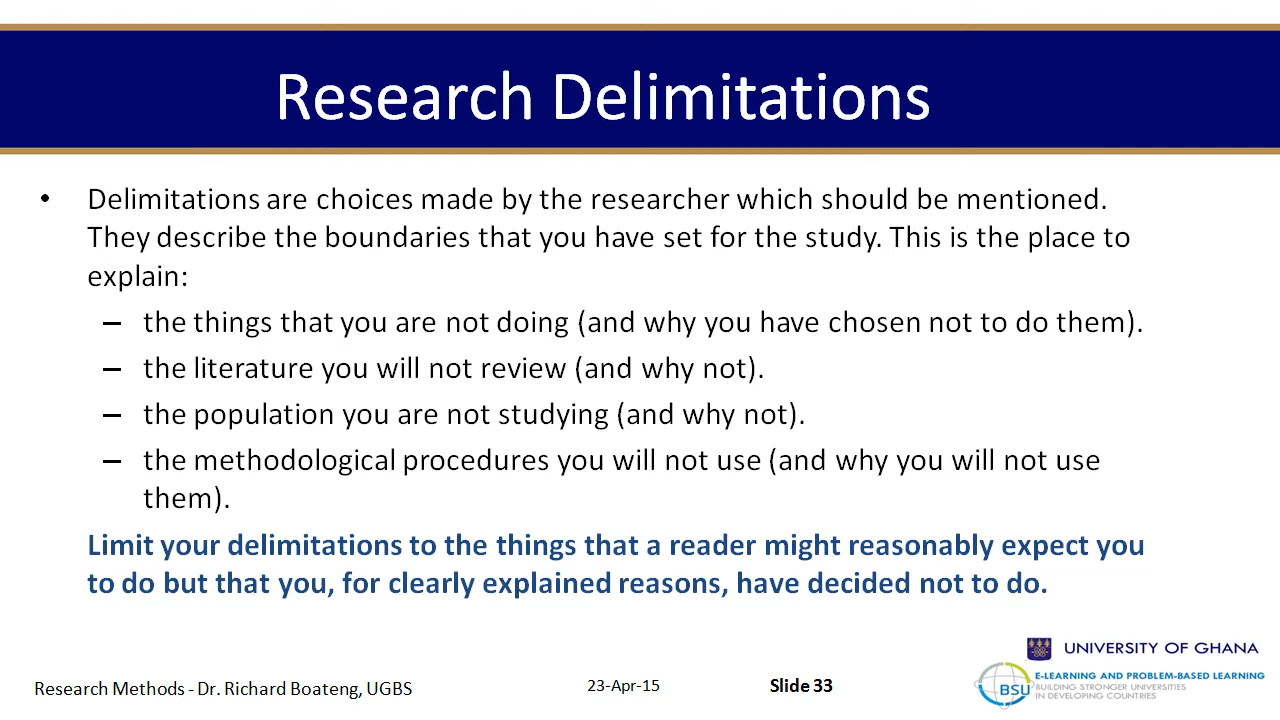 Research Delimitations
• Delimitations are choices made by the researcher which should be mentioned.
They describe the boundaries that you have set for the study. This is the place to
explain:
– the things that you are not doing (and why you have chosen not to do them).
– the literature you will not review (and why not).
– the population you are not studying (and why not).
– the methodological procedures you will not use (and why you will not use
them).
Limit your delimitations to the things that a reader might reasonably expect you
to do but that you, for clearly explained reasons, have decided not to do.
UNIVERSITY OF GHANA
BSU
E-LEARNING AND PROBLEM-BASED LEARNING
BUILDING STRONGER UNIVERSITIES
IN DEVELOPING COUNTRIES
Research Methods - Dr. Richard Boateng, UGBS
23-Apr-15
Slide 33